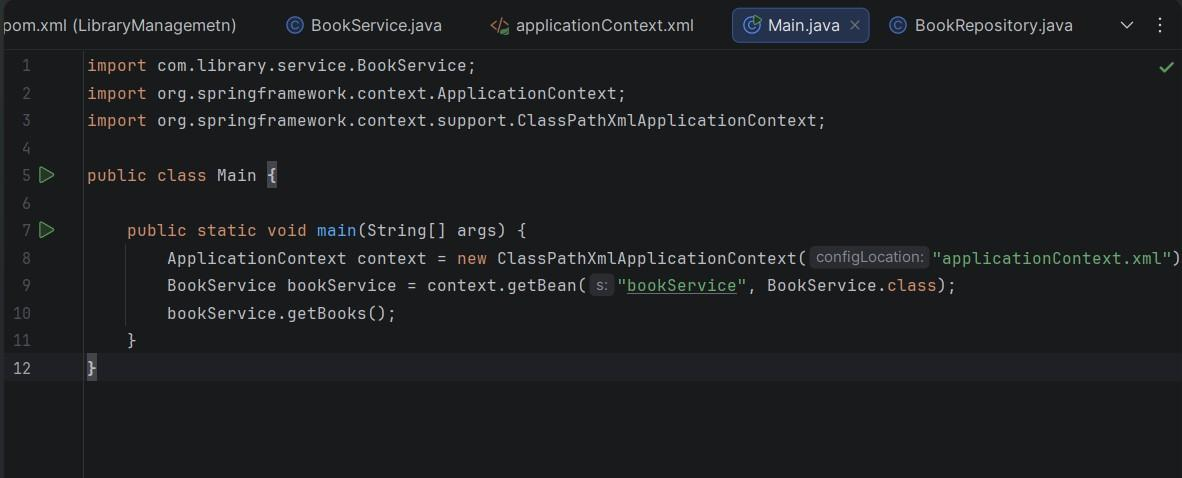 pom.xml (LibraryManagemetn) BookService.java applicationContext.xml Main.java BookRepository.java
1 import com.library.service.BookService;
2 import org.springframework.context.ApplicationContext;
3 import org.springframework.context.support.ClassPathXmlApplicationContext;
4
5 public class Main {
6
7 public static void main(String[] args) {
8 ApplicationContext context = new ClassPathXmlApplicationContext( configLocation: "applicationContext.xml")
9 BookService bookService = context.getBean( s: "bookService", BookService.class);
10 bookService.getBooks();
11 }
12 }